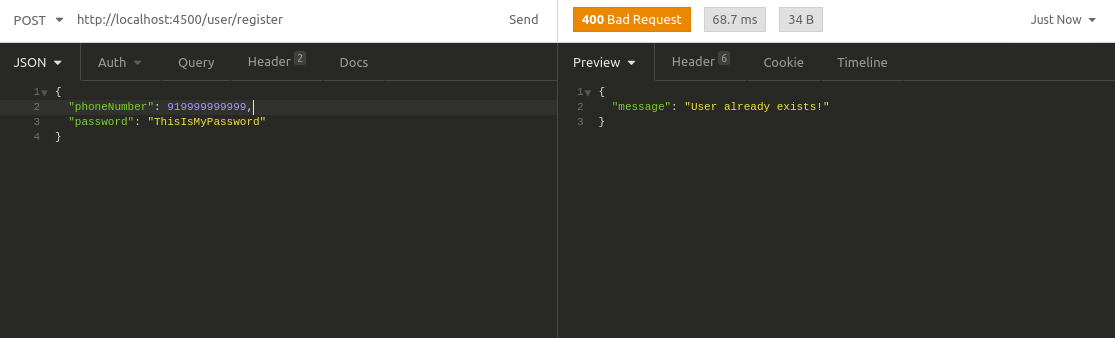 POST http://localhost:4500/user/register Send 400 Bad Request 68.7 ms 34 B Just Now
JSON Auth Query Header 2 Docs Preview Header 6 Cookie Timeline
1 {
2 "phoneNumber": 919999999999,
3 "password": "ThisIsMyPassword"
4 }
1 {
2 "message": "User already exists!"
3 }